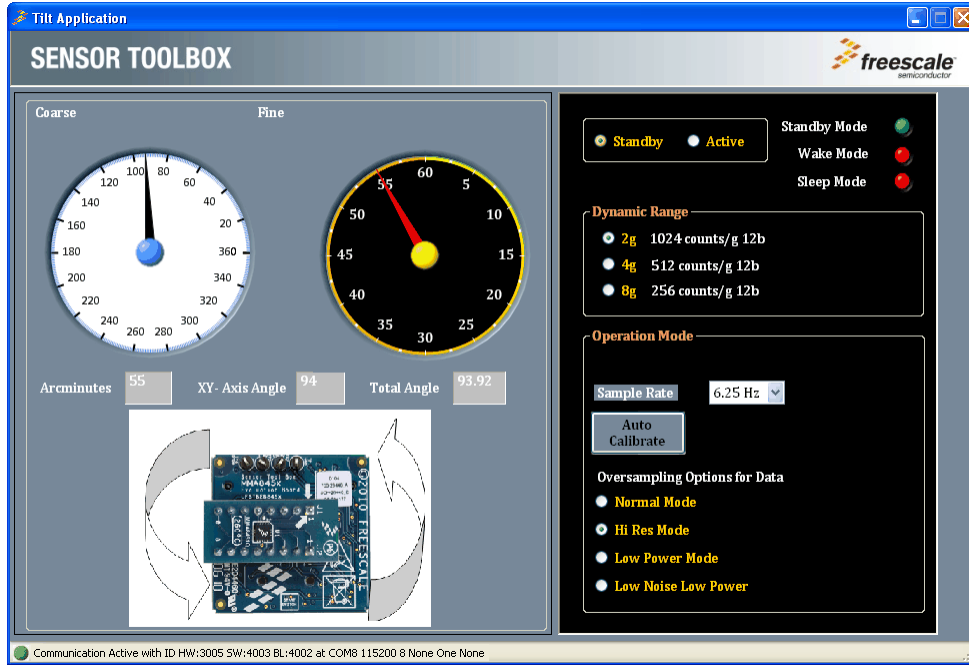 Tilt Application
SENSOR TOOLBOX
freescale
semiconductor
Coarse
Fine
20
40
60
80
100
120
140
160
180
200
220
240
260
280
300
320
340
360
60
5
10
15
20
25
30
35
40
45
50
55
Arcminutes 55
XY- Axis Angle 94
Total Angle 93.92
©2010 FREESCALE
Standby
Active
Standby Mode
Wake Mode
Sleep Mode
Dynamic Range
2g 1024 counts/g 12b
4g 512 counts/g 12b
8g 256 counts/g 12b
Operation Mode
Sample Rate 6.25 Hz
Auto
Calibrate
Oversampling Options for Data
Normal Mode
Hi Res Mode
Low Power Mode
Low Noise Low Power
Communication Active with ID HW:3005 SW:4003 BL:4002 at COM8 115200 8 None One None